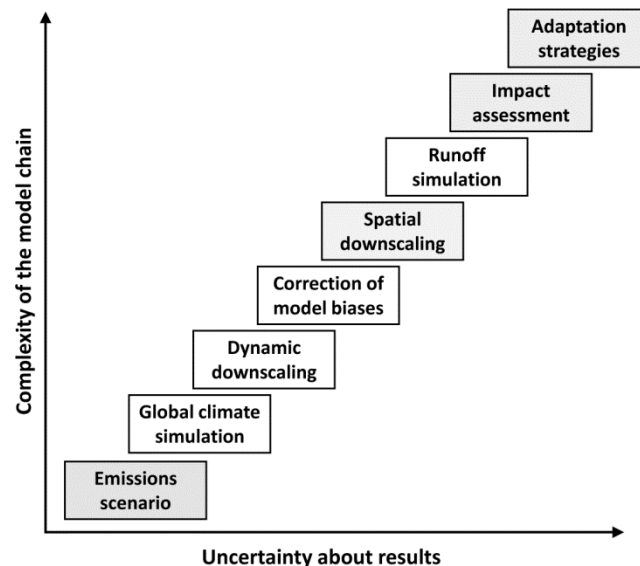 Adaptation
strategies
Impact
assessment
Runoff
simulation
Spatial
downscaling
Correction of
model biases
Dynamic
downscaling
Global climate
simulation
Emissions
scenario
Complexity of the model chain
Uncertainty about results